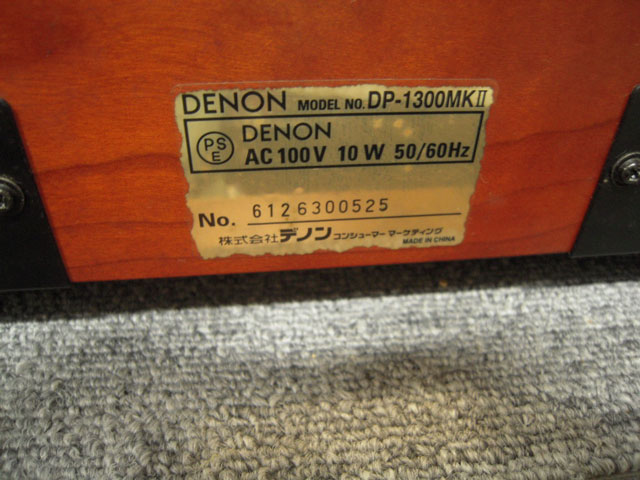 DENON MODEL NO. DP-1300MKII
PS E DENON
AC 100V 10W 50/60Hz
No. 6126300525
株式会社デノン コンシューマー マーケティング
MADE IN CHINA